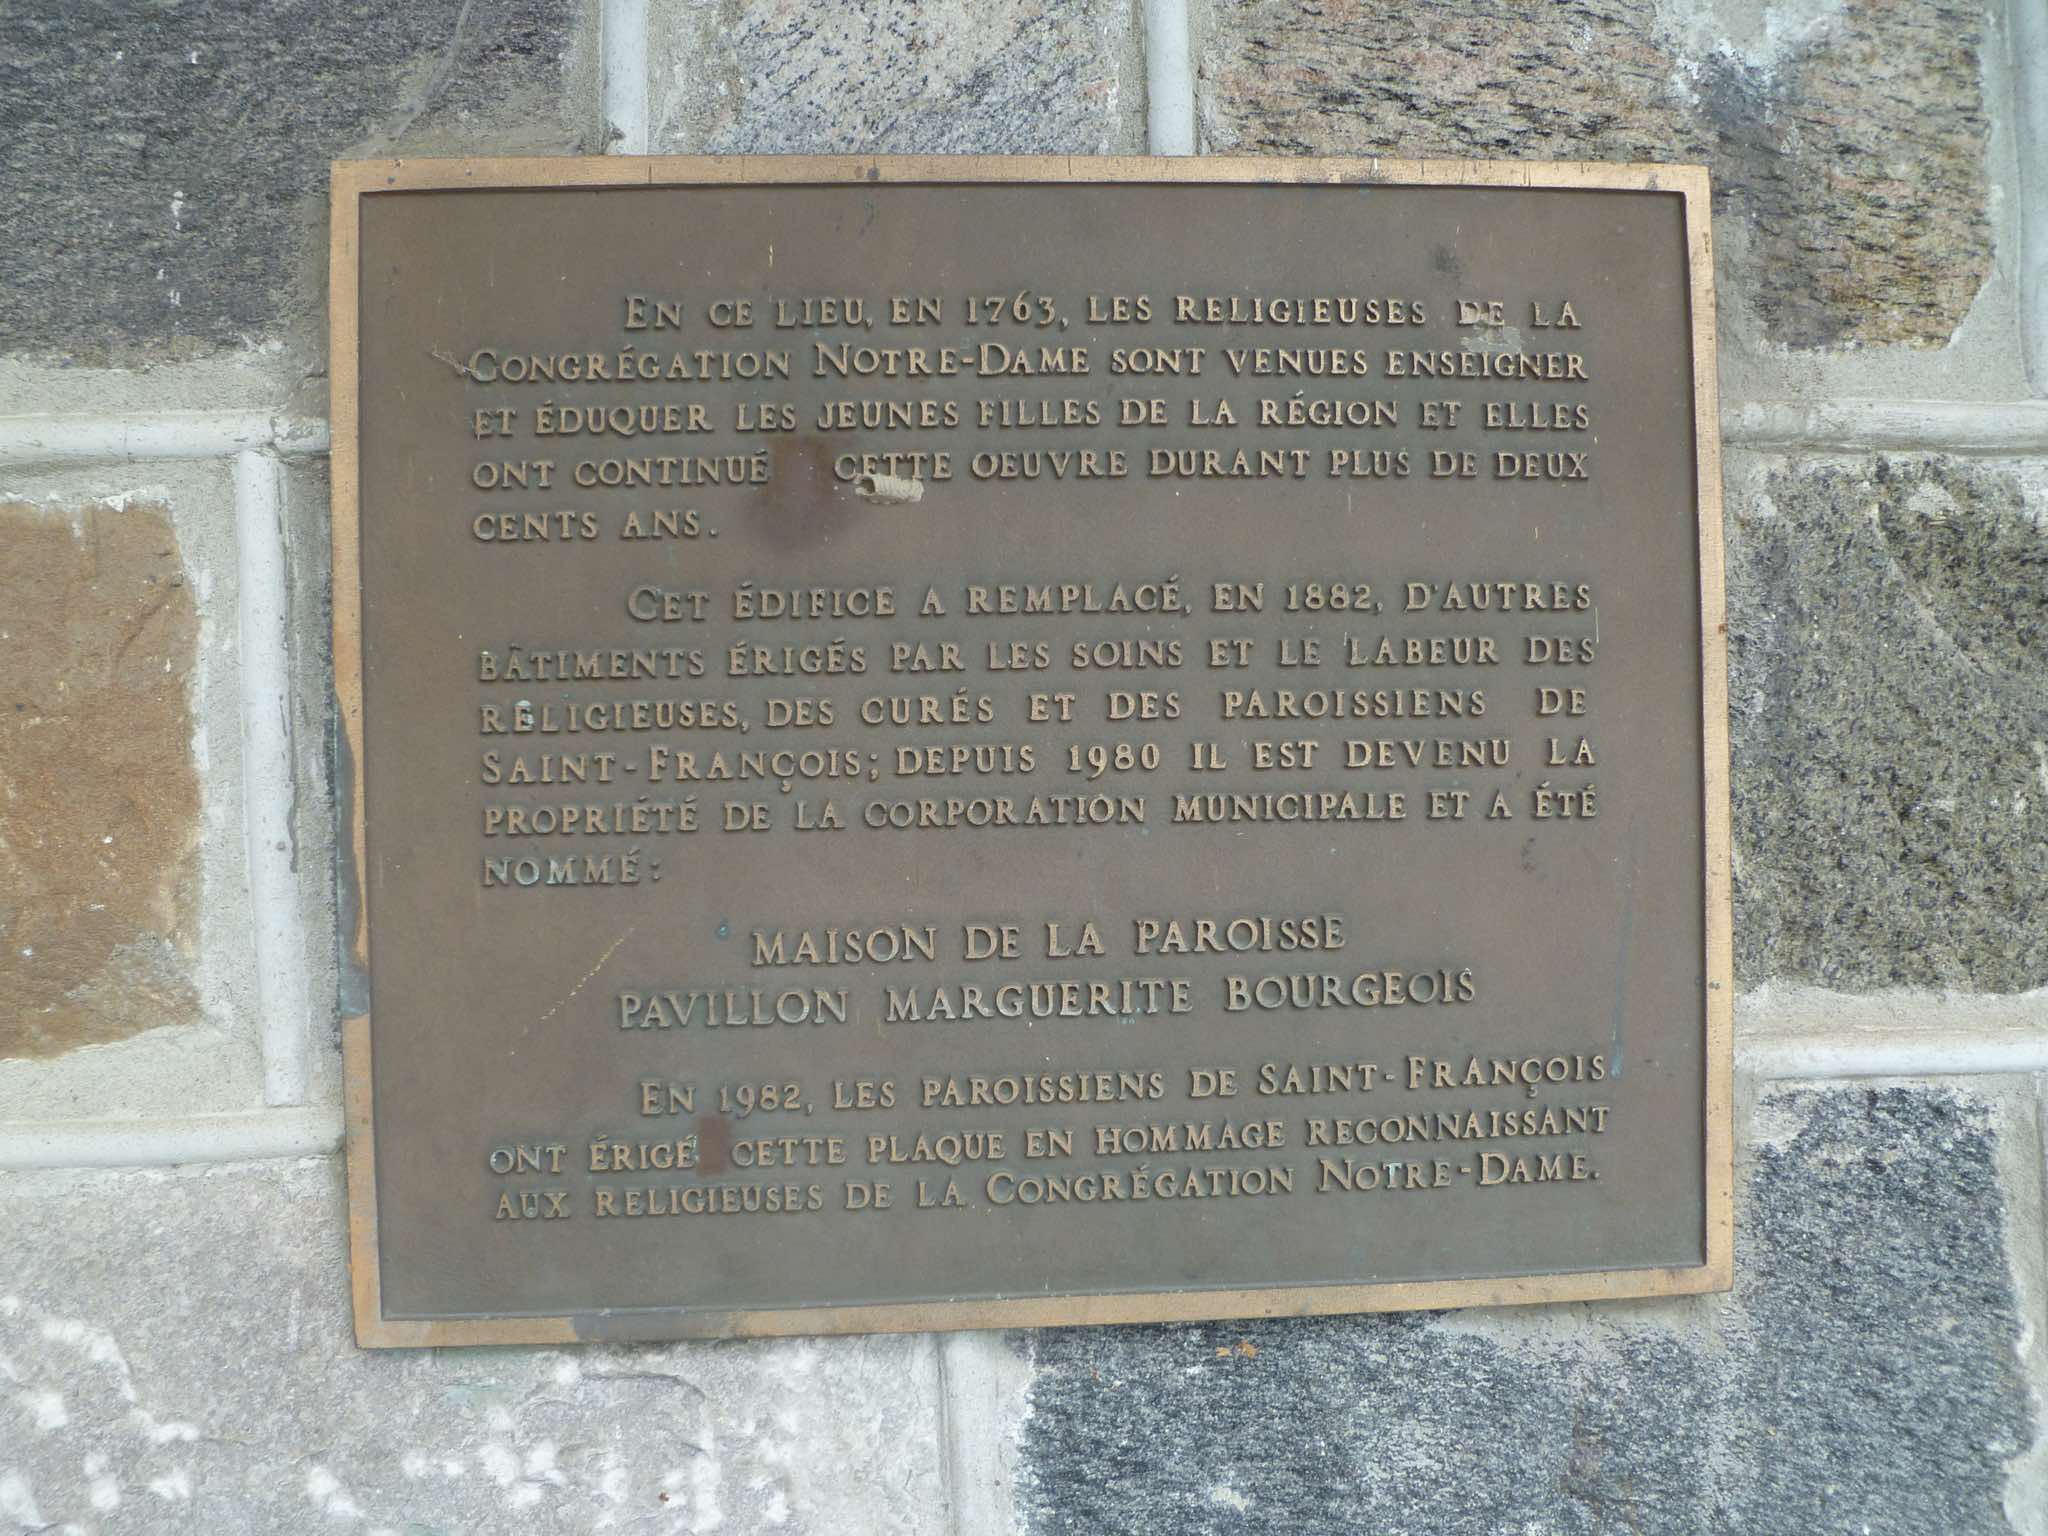 En ce lieu, en 1763, les religieuses de la
Congrégation Notre-Dame sont venues enseigner
et éduquer les jeunes filles de la région et elles
ont continué cette oeuvre durant plus de deux
cents ans.
Cet édifice a remplacé, en 1882, d'autres
bâtiments érigés par les soins et le labeur des
religieuses, des curés et des paroissiens de
Saint-François; depuis 1980 il est devenu la
propriété de la corporation municipale et a été
nommé:
MAISON DE LA PAROISSE
PAVILLON MARGUERITE BOURGEOIS
En 1982, les paroissiens de Saint-François
ont érigé cette plaque en hommage reconnaissant
aux religieuses de la Congrégation Notre-Dame.